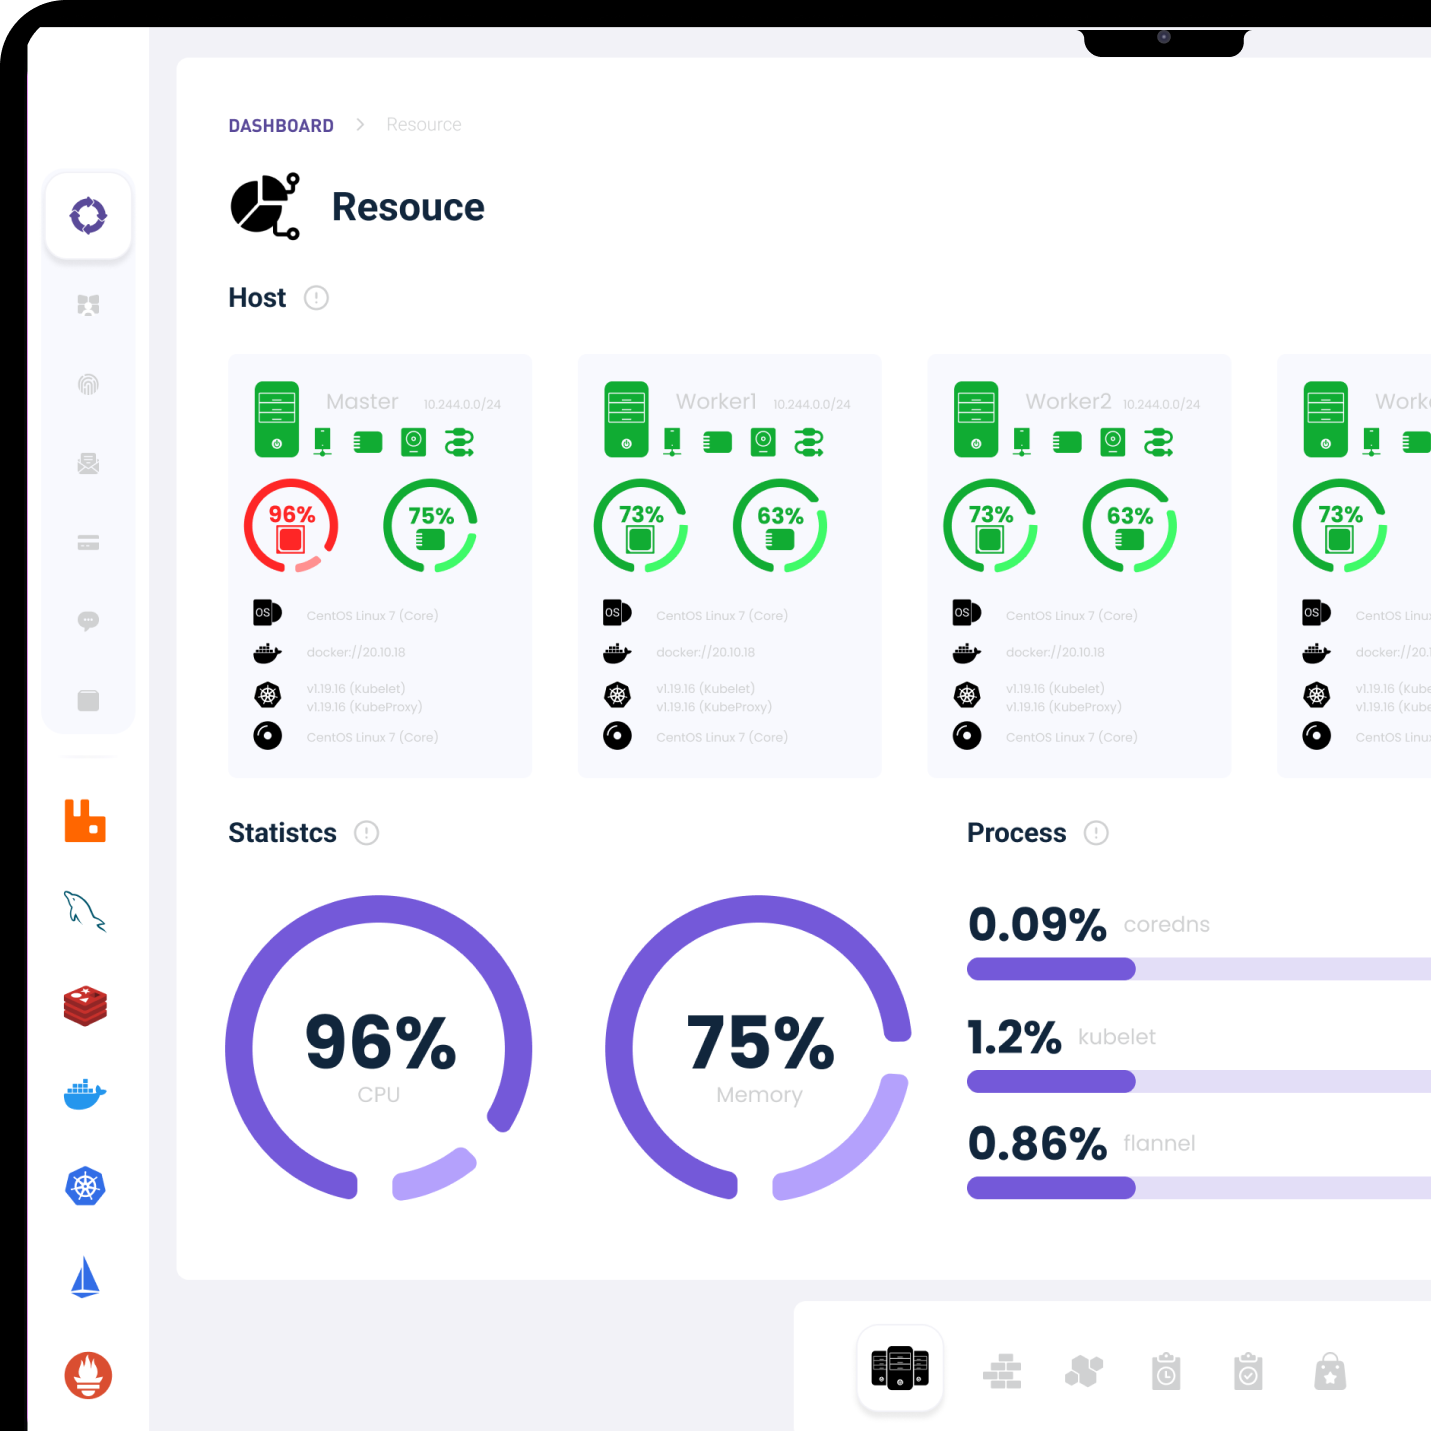 DASHBOARD > Resource
Resouce
Host
Master 10.244.0.0/24
96% 75%
OS CentOS Linux 7 (Core)
docker://20.10.18
v1.19.16 (Kubelet)
v1.19.16 (KubeProxy)
CentOS Linux 7 (Core)
Worker1 10.244.0.0/24
73% 63%
OS CentOS Linux 7 (Core)
docker://20.10.18
v1.19.16 (Kubelet)
v1.19.16 (KubeProxy)
CentOS Linux 7 (Core)
Worker2 10.244.0.0/24
73% 63%
OS CentOS Linux 7 (Core)
docker://20.10.18
v1.19.16 (Kubelet)
v1.19.16 (KubeProxy)
CentOS Linux 7 (Core)
Work
73%
OS CentOS Linu
docker://20.1
v1.19.16 (Kube
v1.19.16 (Kube
CentOS Linu
Statistcs
96%
CPU
75%
Memory
Process
0.09% coredns
1.2% kubelet
0.86% flannel